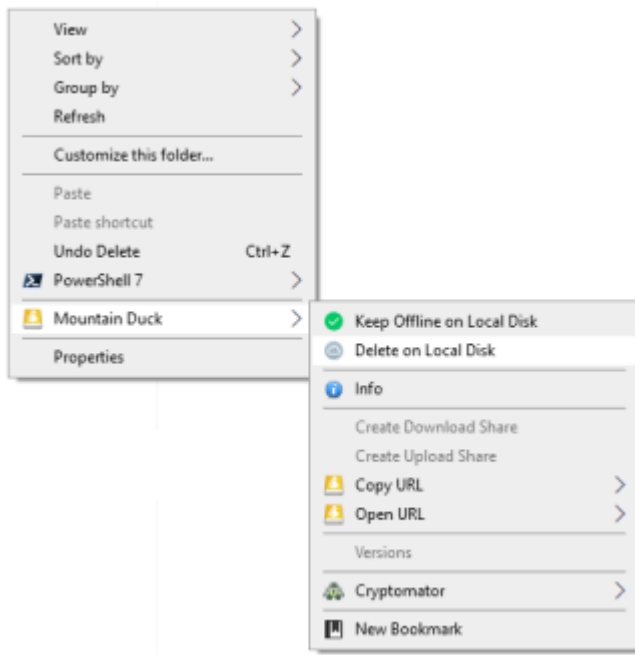 View
Sort by
Group by
Refresh
Customize this folder...
Paste
Paste shortcut
Undo Delete Ctrl+Z
PowerShell 7
Mountain Duck
Properties
Keep Offline on Local Disk
Delete on Local Disk
Info
Create Download Share
Create Upload Share
Copy URL
Open URL
Versions
Cryptomator
New Bookmark